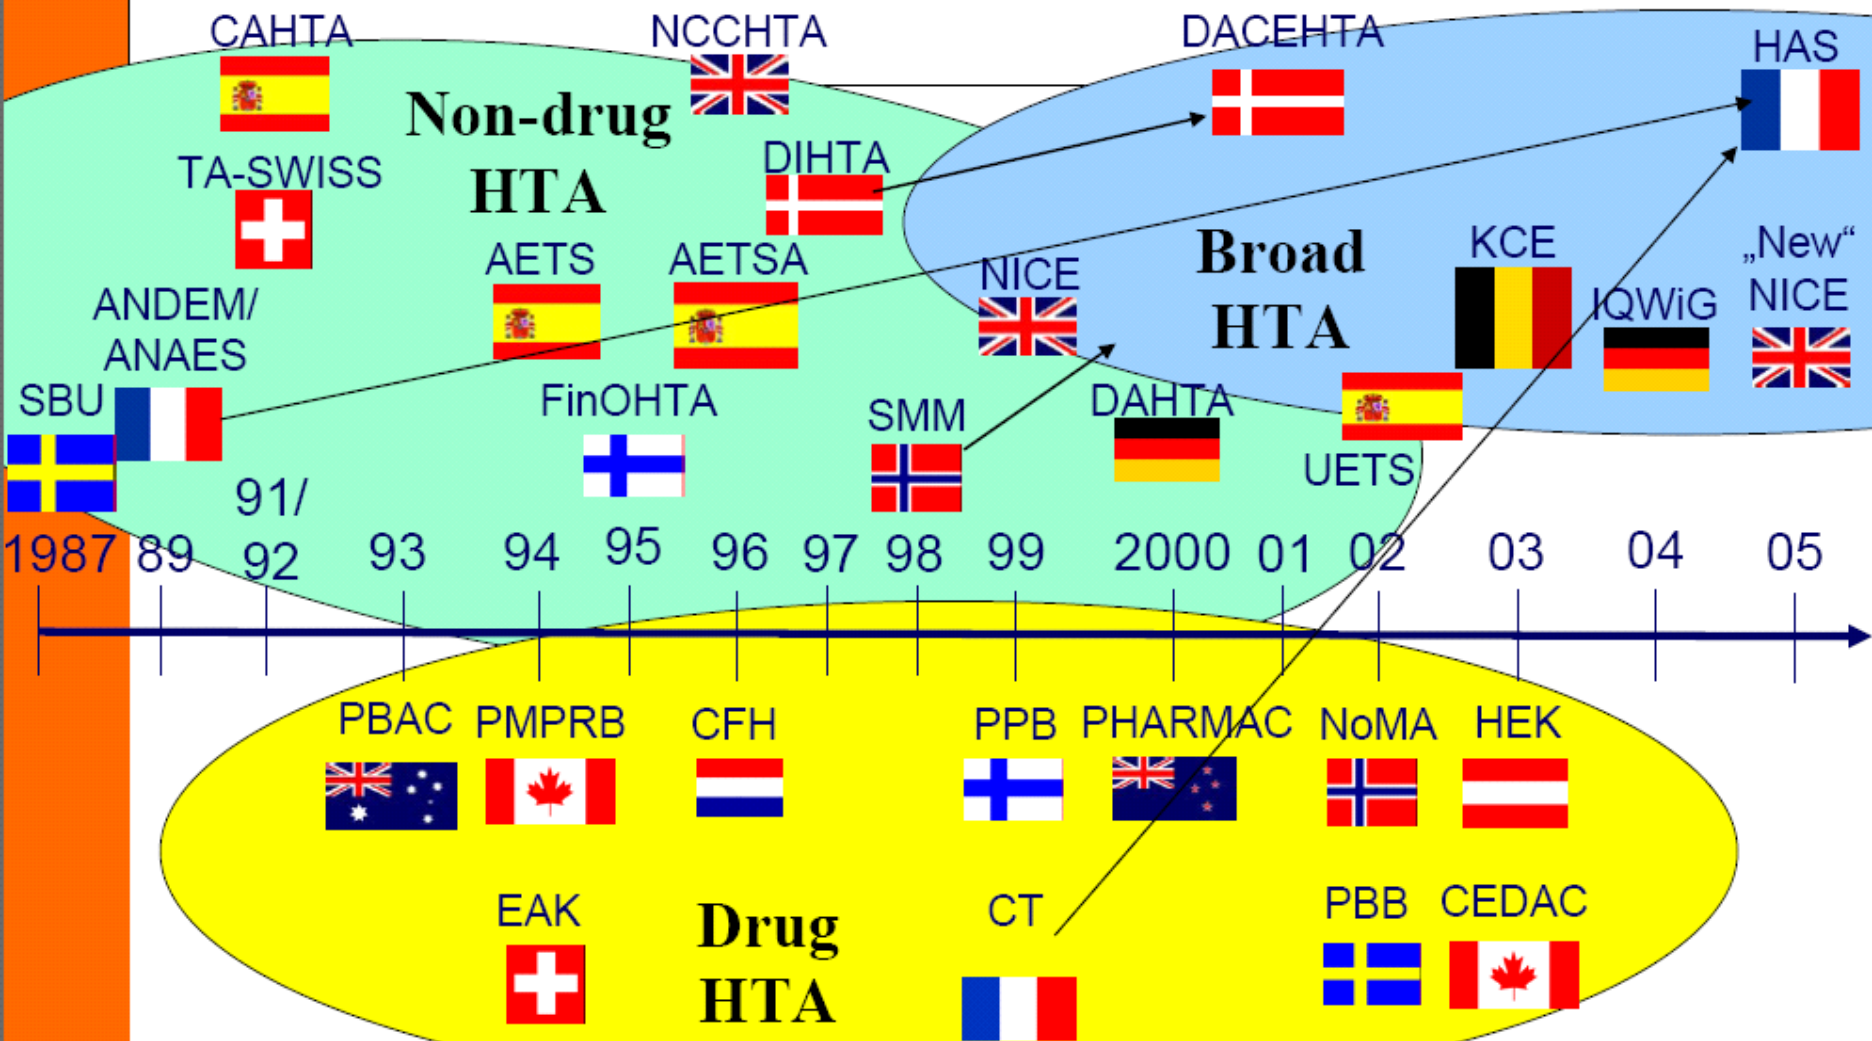 CAHTA
NCCHTA
DACEHTA
HAS
Non-drug
HTA
TA-SWISS
DIHTA
AETS
AETSA
NICE
Broad
HTA
KCE
„New“
NICE
IQWiG
ANDEM/
ANAES
SBU
FinOHTA
SMM
DAHTA
UETS
1987
89
91/
92
93
94
95
96
97
98
99
2000
01
02
03
04
05
PBAC
PMPRB
CFH
PPB
PHARMAC
NoMA
HEK
EAK
Drug
HTA
CT
PBB
CEDAC